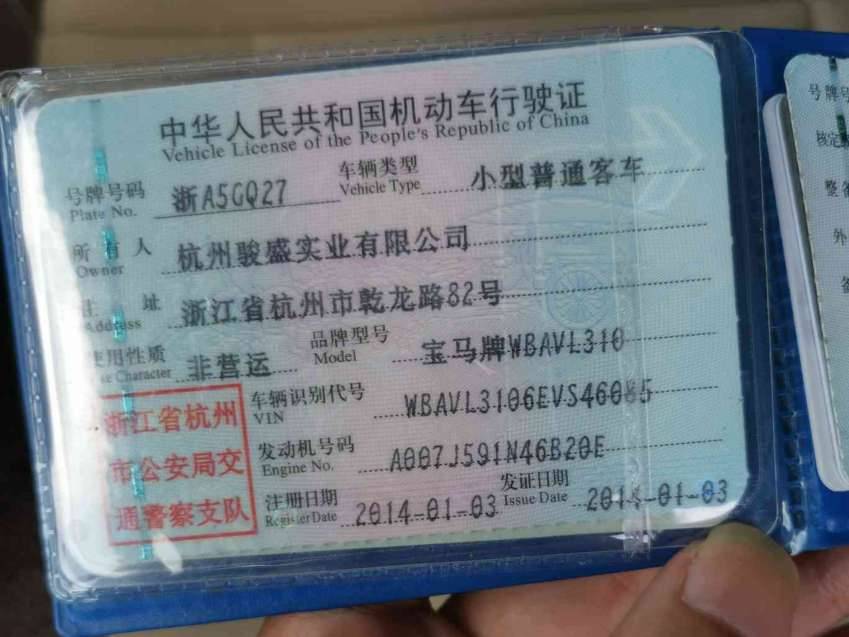 中华人民共和国机动车行驶证
Vehicle License of the People's Republic of China
号牌号码 浙A5GQ27 车辆类型 小型普通客车
Plate No. Vehicle Type
所有人 杭州骏盛实业有限公司
Owner
住址 浙江省杭州市乾龙路82号
Address
使用性质 非营运 品牌型号 宝马牌WBAVL310
Use Character Model
车辆识别代号 WBAVL3106EVS46085
VIN
发动机号码 A007J591N46B20E
Engine No.
注册日期 2014-01-03 发证日期 2014-01-03
Register Date Issue Date
浙江省杭州
市公安局交
通警察支队
号牌号
核定
整备
外